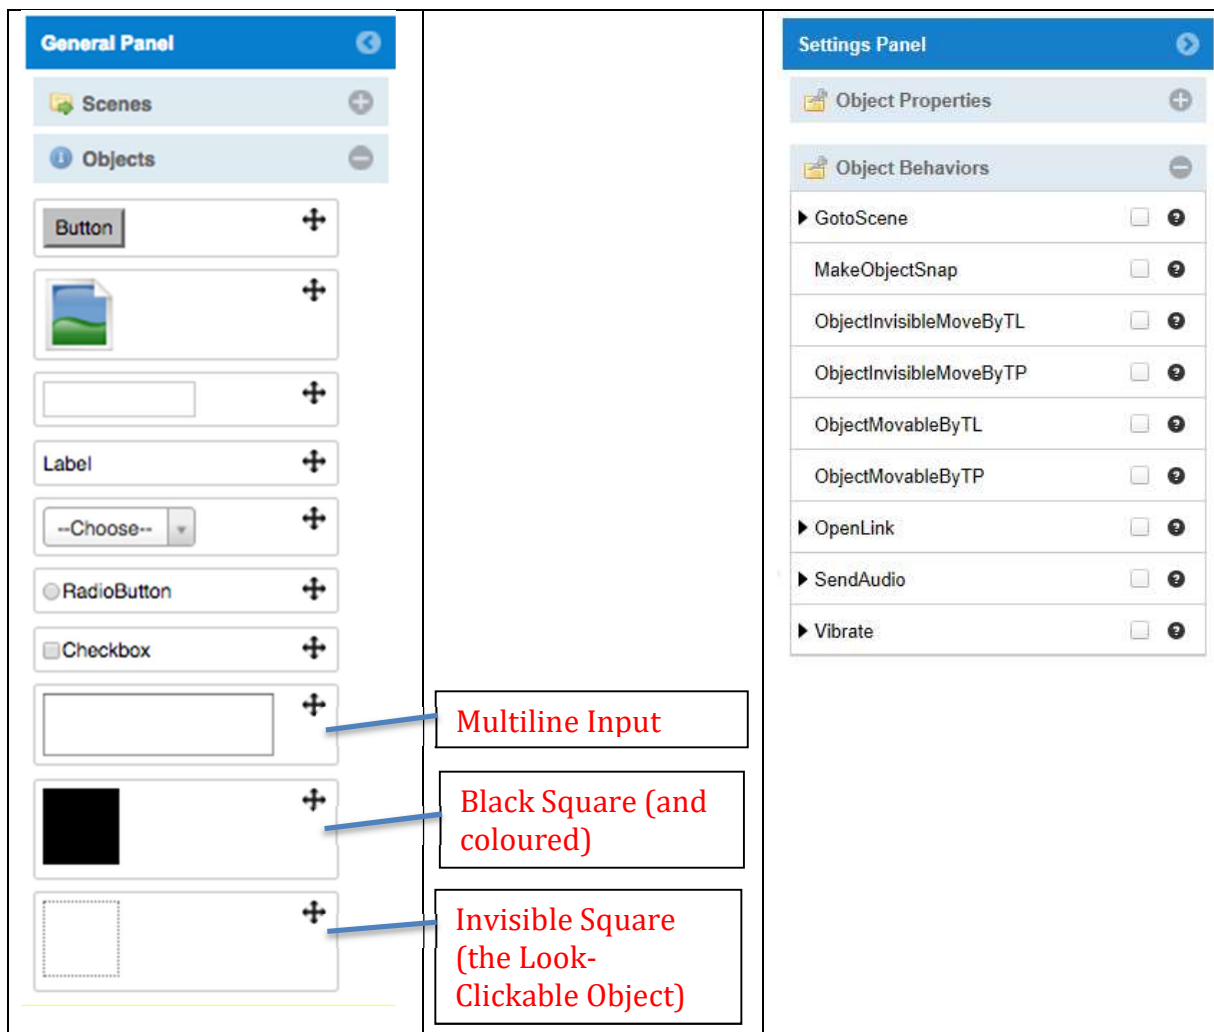 General Panel
Scenes
Objects
Button
Label
--Choose--
RadioButton
Checkbox
Multiline Input
Black Square (and
coloured)
Invisible Square
(the Look-
Clickable Object)
Settings Panel
Object Properties
Object Behaviors
GotoScene
MakeObjectSnap
ObjectInvisibleMoveByTL
ObjectInvisibleMoveByTP
ObjectMovableByTL
ObjectMovableByTP
OpenLink
SendAudio
Vibrate